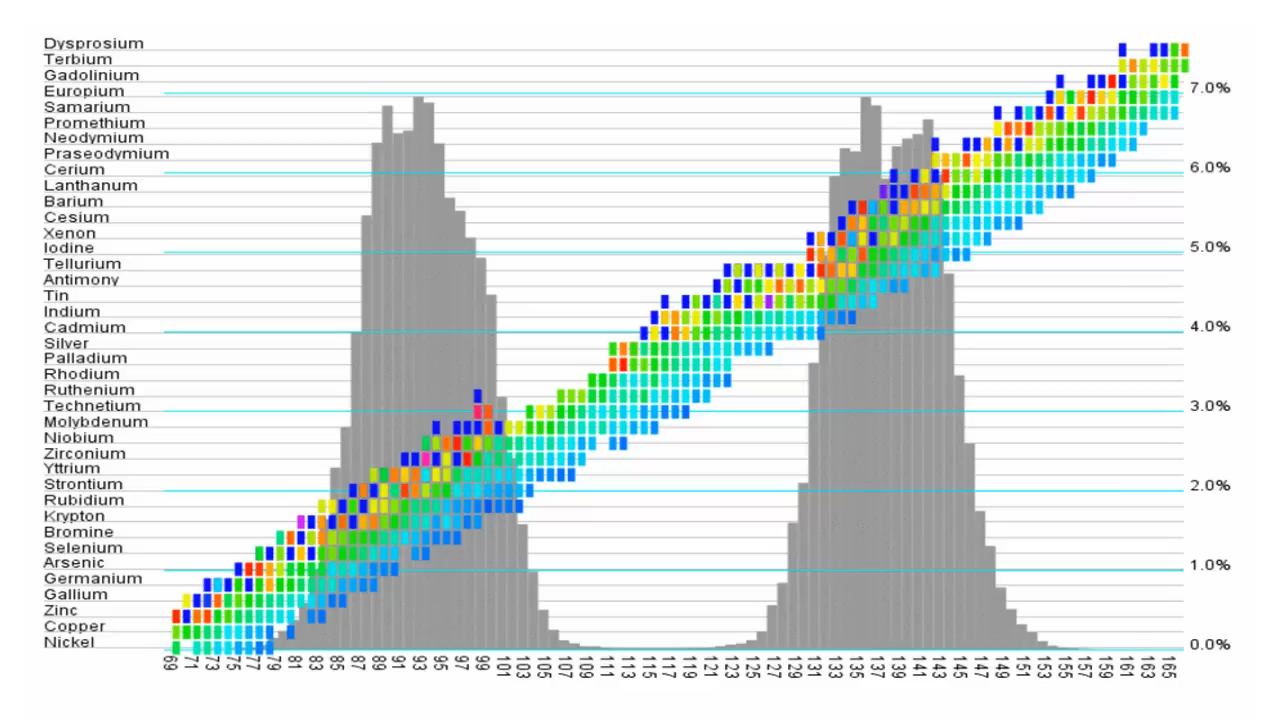 Dysprosium
Terbium
Gadolinium
Europium
7.0%
Samarium
Promethium
Neodymium
Praseodymium
Cerium
6.0%
Lanthanum
Barium
Cesium
Xenon
Iodine
5.0%
Tellurium
Antimony
Tin
Indium
Cadmium
4.0%
Silver
Palladium
Rhodium
Ruthenium
Technetium
3.0%
Molybdenum
Niobium
Zirconium
Yttrium
Strontium
2.0%
Rubidium
Krypton
Bromine
Selenium
Arsenic
1.0%
Germanium
Gallium
Zinc
Copper
Nickel
0.0%
69 71 73 75 77 79 81 83 85 87 89 91 93 95 97 99 101 103 105 107 109 111 113 115 117 119 121 123 125 127 129 131 133 135 137 139 141 143 145 147 149 151 153 155 157 159 161 163 165